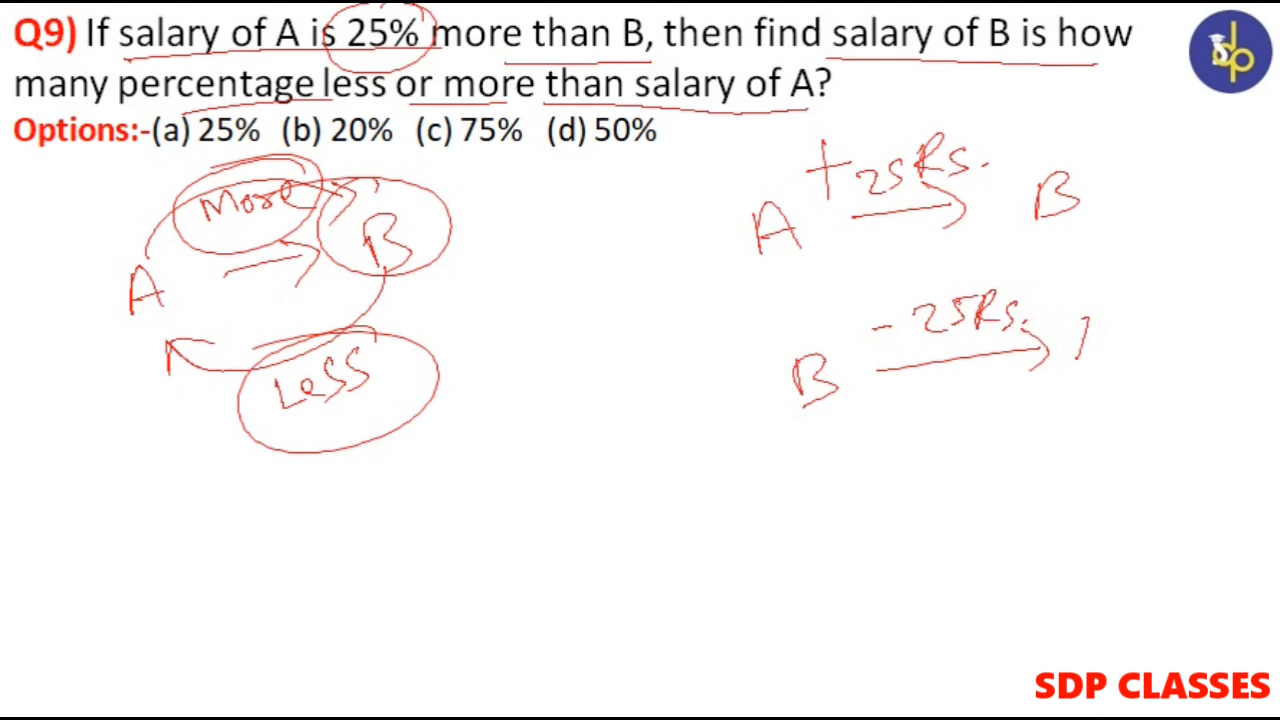 Q9) If salary of A is 25% more than B, then find salary of B is how
many percentage less or more than salary of A?
Options:-(a) 25% (b) 20% (c) 75% (d) 50%
More
A B
Less
+25Rs.
A B
-25Rs.
B
SDP CLASSES